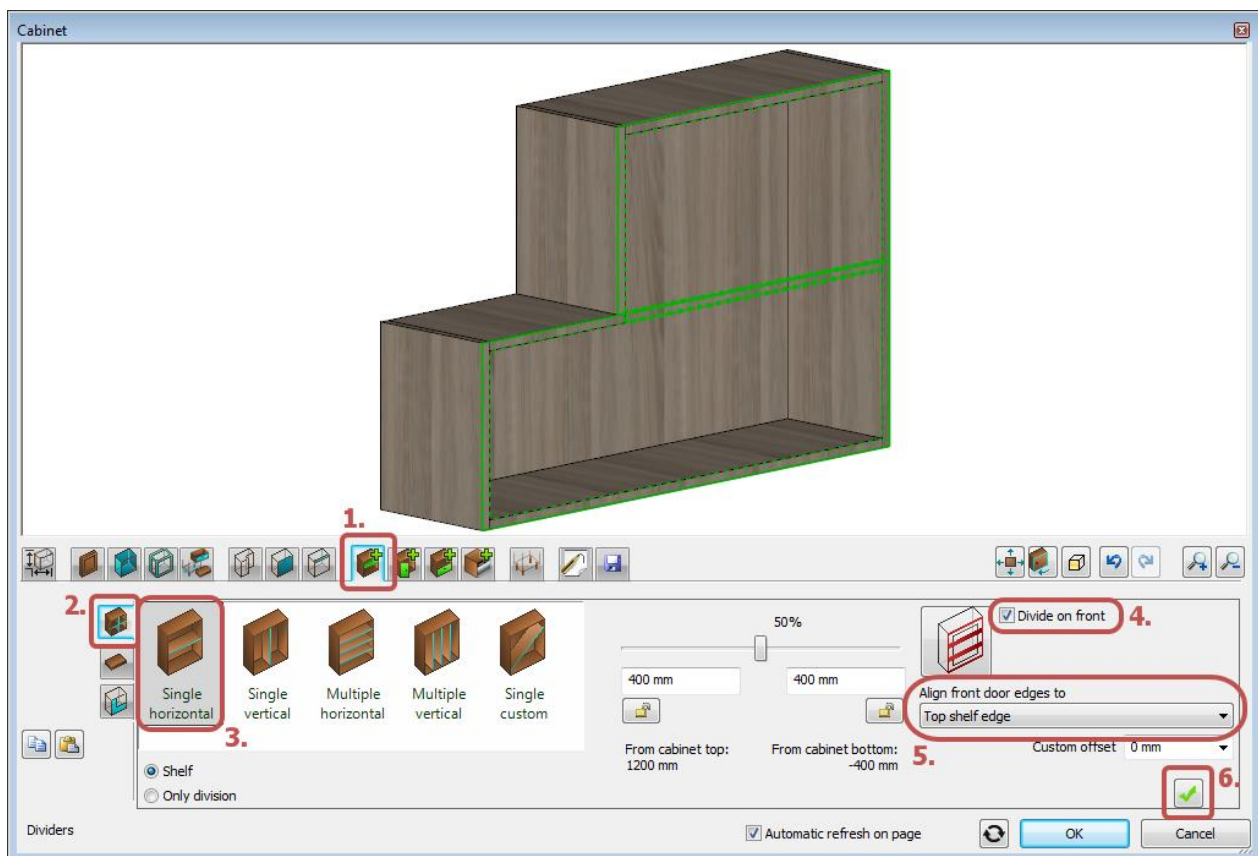 Cabinet
1.
2.
Single
horizontal
Single
vertical
Multiple
horizontal
Multiple
vertical
Single
custom
3.
Shelf
Only division
50%
400 mm
400 mm
From cabinet top:
1200 mm
From cabinet bottom:
-400 mm
Divide on front
4.
Align front door edges to
Top shelf edge
5.
Custom offset
0 mm
6.
Dividers
Automatic refresh on page
OK
Cancel